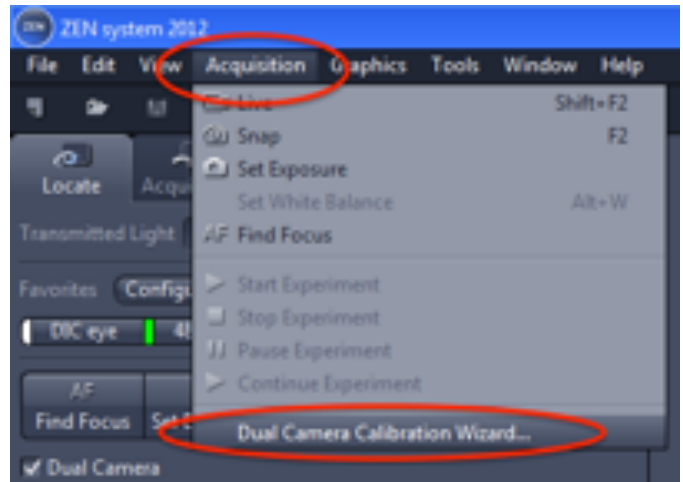 ZEN system 2012
File Edit View Acquisition Graphics Tools Window Help
Live Shift+F2
Snap F2
Locate
Set Exposure
Set White Balance Alt+W
Transmitted Light
AF Find Focus
Favorites
Start Experiment
Stop Experiment
DIC eye
Pause Experiment
AF
Continue Experiment
Find Focus
Dual Camera Calibration Wizard...
Dual Camera